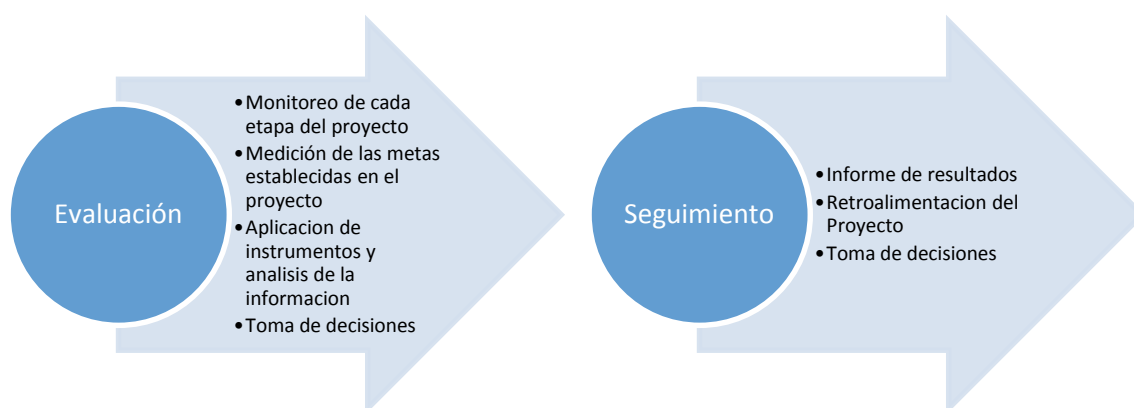 Evaluación
•Monitoreo de cada
etapa del proyecto
•Medición de las metas
establecidas en el
proyecto
•Aplicacion de
instrumentos y
analisis de la
informacion
•Toma de decisiones
Seguimiento
•Informe de resultados
•Retroalimentacion del
Proyecto
•Toma de decisiones